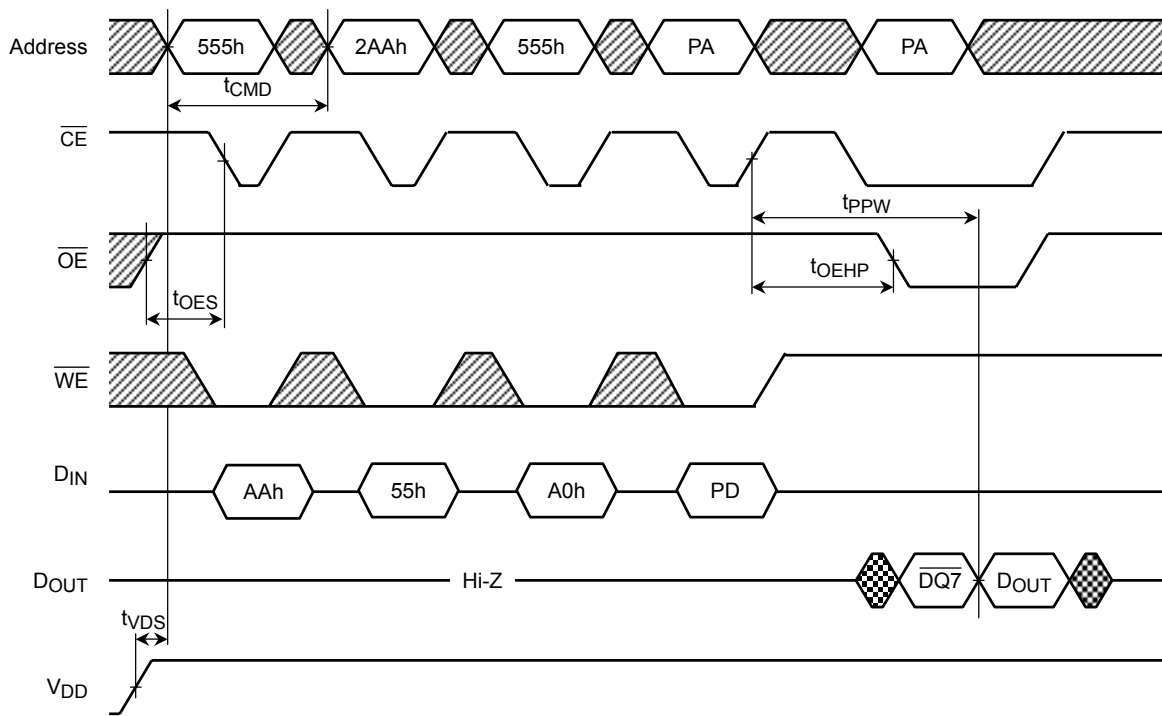 Address 555h 2AAh 555h PA PA
tCMD
CE
tPPW
OE
tOEHP
tOES
WE
DIN AAh 55h A0h PD
DOUT Hi-Z DQ7 DOUT
tVDS
VDD